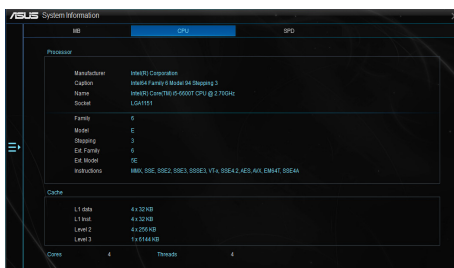 ASUS System Information
MB CPU SPD
Processor
Manufacturer Intel(R) Corporation
Caption Intel64 Family 6 Model 94 Stepping 3
Name Intel(R) Core(TM) i5-6600T CPU @ 2.70GHz
Socket LGA1151
Family 6
Model E
Stepping 3
Ext. Family 6
Ext. Model 5E
Instructions MMX, SSE, SSE2, SSE3, SSSE3, VT-x, SSE4.2, AES, AVX, EM64T, SSE4A
Cache
L1 data 4 x 32 KB
L1 Inst. 4 x 32 KB
Level 2 4 x 256 KB
Level 3 1 x 6144 KB
Cores 4 Threads 4